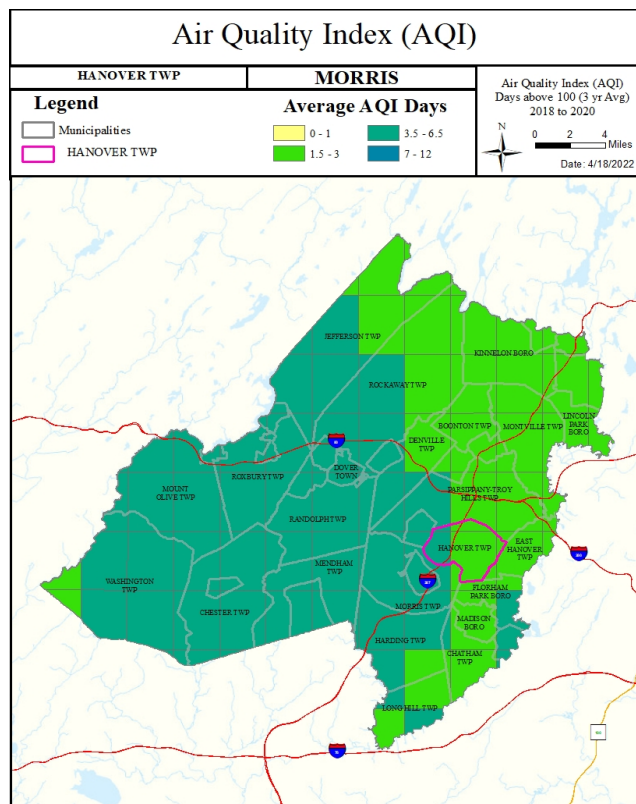 Air Quality Index (AQI)
HANOVER TWP
MORRIS
Legend
Municipalities
HANOVER TWP
Average AQI Days
0 - 1
1.5 - 3
3.5 - 6.5
7 - 12
Air Quality Index (AQI)
Days above 100 (3 yr Avg)
2018 to 2020
N
0 2 4
Miles
Date: 4/18/2022
JEFFERSON TWP
KINNELON BORO
ROCKAWAY TWP
LINCOLN
PARK
BORO
BOONTON TWP
MONTVILLE TWP
DENVILLE
TWP
80
DOVER
TOWN
ROXBURY TWP
MOUNT
OLIVE TWP
PARSIPPANY-TROY
HILLS TWP
RANDOLPH TWP
HANOVER TWP
EAST
HANOVER
TWP
280
MENDHAM
TWP
WASHINGTON
TWP
287
FLORHAM
PARK BORO
CHESTER TWP
MORRIS TWP
MADISON
BORO
HARDING TWP
CHATHAM
TWP
LONG HILL TWP